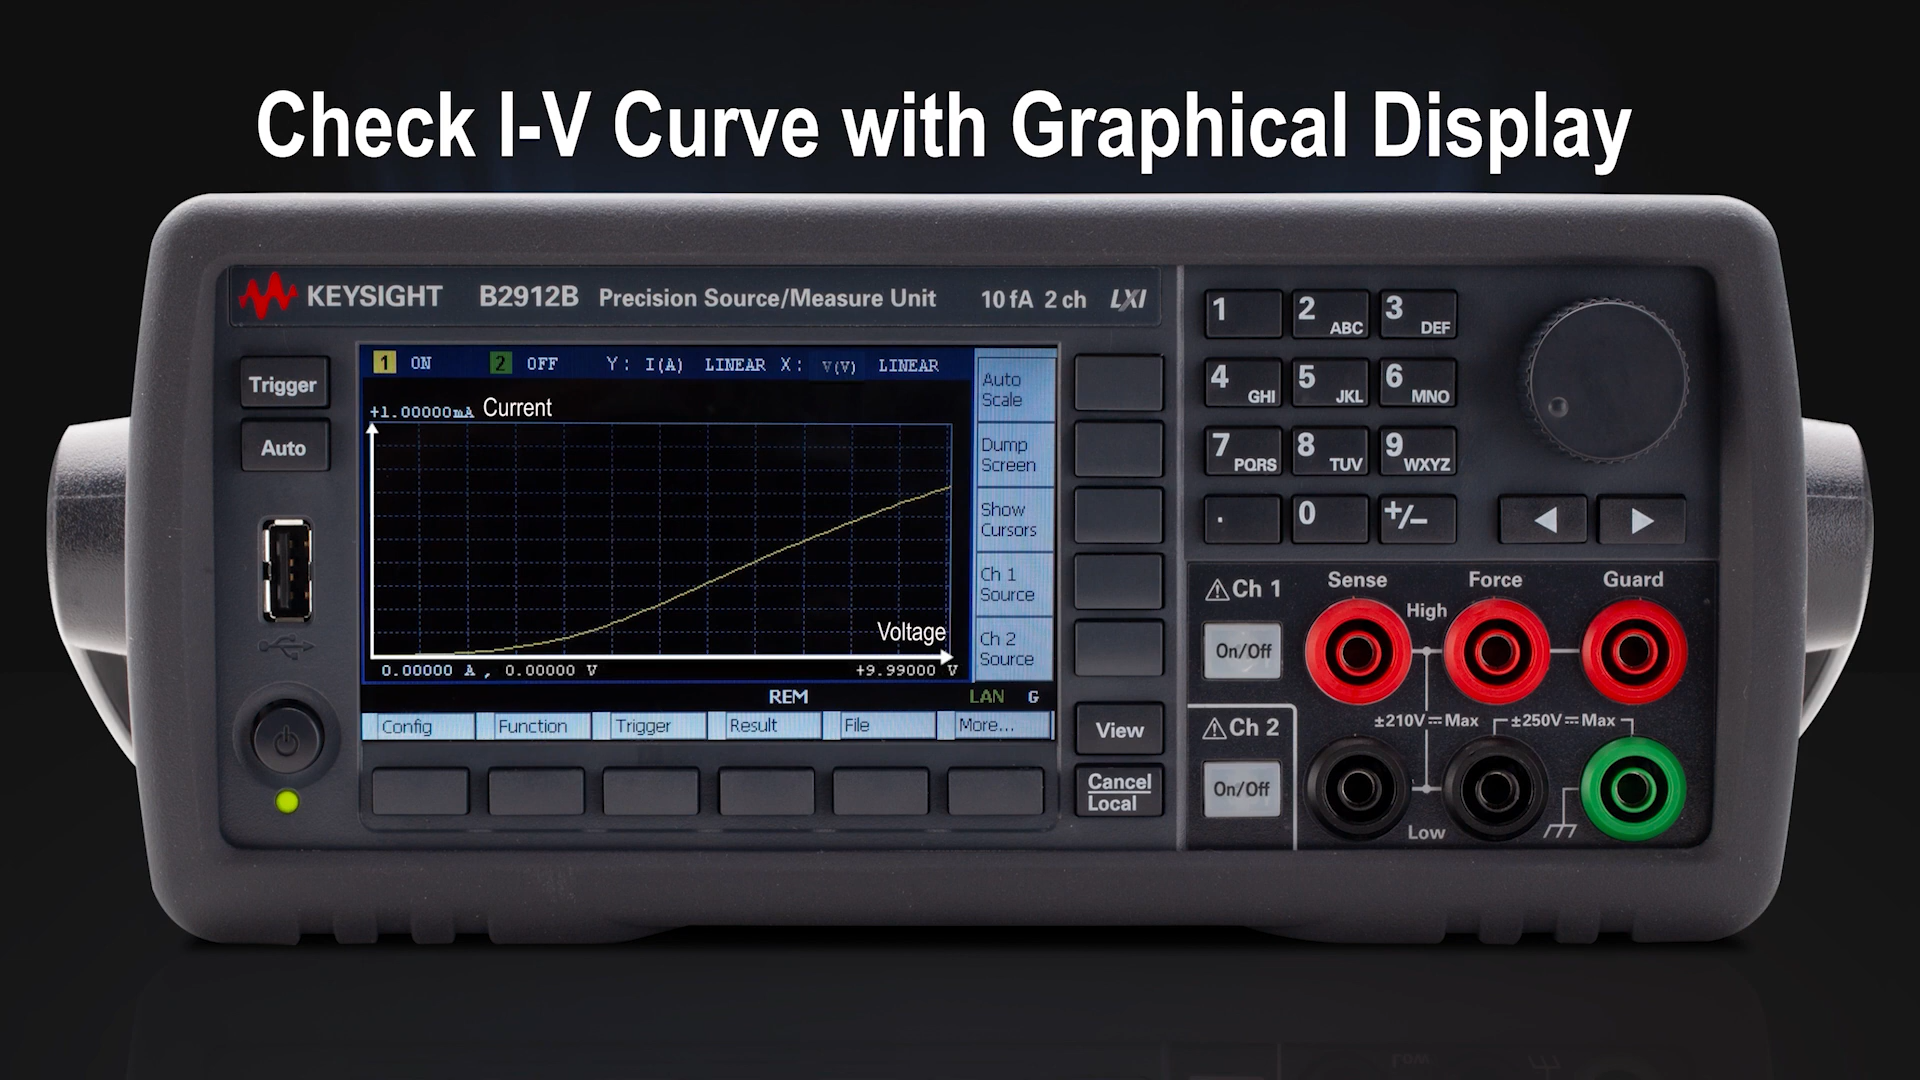 Check I-V Curve with Graphical Display
KEYSIGHT B2912B Precision Source/Measure Unit 10 fA 2 ch LXI
Trigger
Auto
1 ON 2 OFF Y: I(A) LINEAR X: V(V) LINEAR
+1.00000mA Current
Voltage
0.00000 A , 0.00000 V +9.99000 V
REM LAN G
Auto
Scale
Dump
Screen
Show
Cursors
Ch 1
Source
Ch 2
Source
Config Function Trigger Result File More...
View
Cancel
Local
1 2 ABC 3 DEF
4 GHI 5 JKL 6 MNO
7 PQRS 8 TUV 9 WXYZ
. 0 +/−
Ch 1 Sense Force Guard
High
On/Off
±210V Max ±250V Max
Ch 2
On/Off
Low